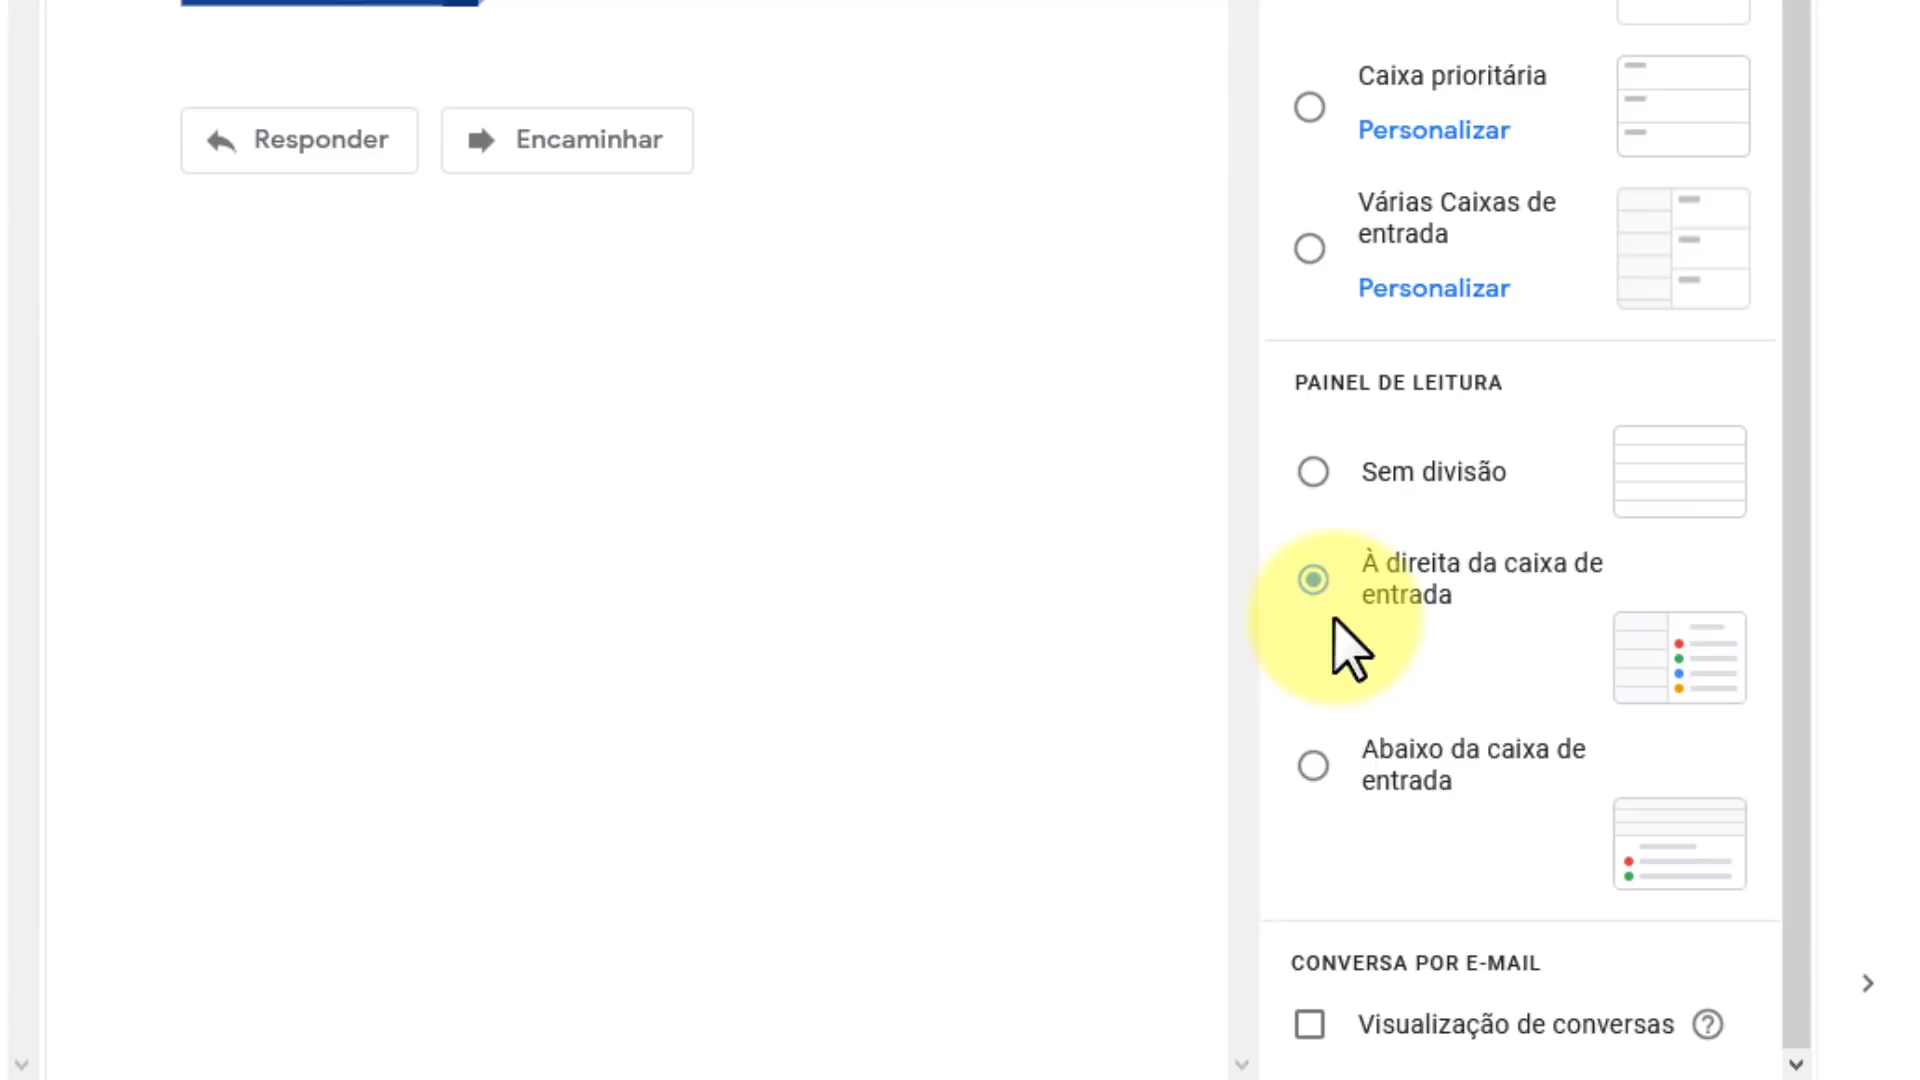 Responder
Encaminhar
Caixa prioritária
Personalizar
Várias Caixas de
entrada
Personalizar
PAINEL DE LEITURA
Sem divisão
À direita da caixa de
entrada
Abaixo da caixa de
entrada
CONVERSA POR E-MAIL
Visualização de conversas